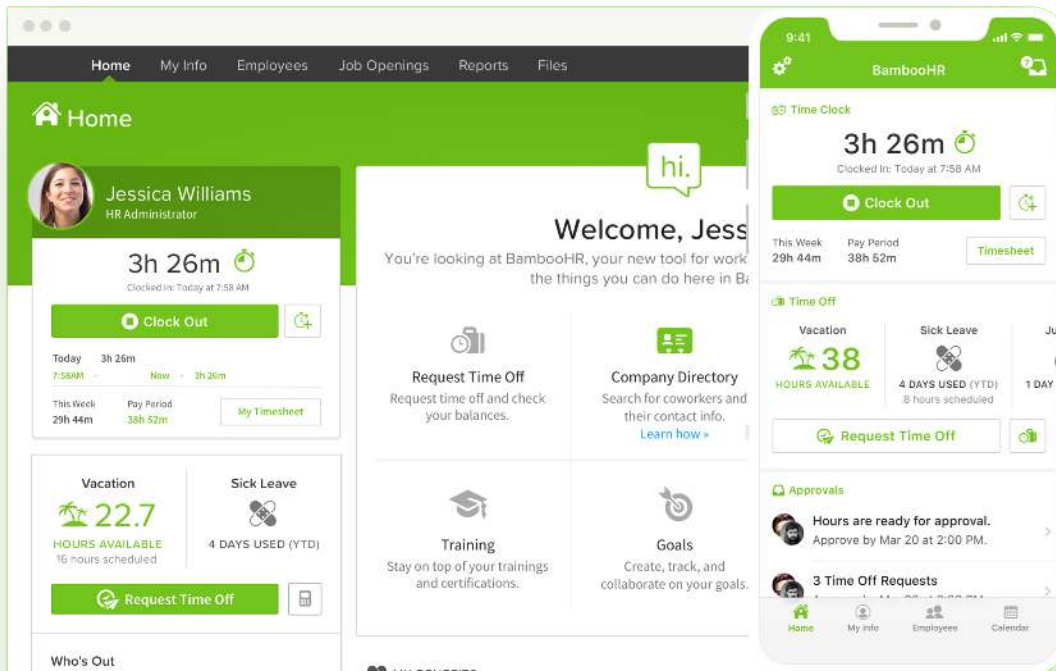 Home My Info Employees Job Openings Reports Files
Home
Jessica Williams
HR Administrator
3h 26m
Clocked In: Today at 7:58 AM
Clock Out
Today 3h 26m
7:58AM - Now - 3h 26m
This Week Pay Period
29h 44m 38h 52m
My Timesheet
Vacation Sick Leave
22.7
HOURS AVAILABLE 4 DAYS USED (YTD)
16 hours scheduled
Request Time Off
Who's Out
hi.
Welcome, Jess
You're looking at BambooHR, your new tool for work
the things you can do here in Ba
Request Time Off
Request time off and check
your balances.
Company Directory
Search for coworkers and
their contact info.
Learn how »
Training
Stay on top of your trainings
and certifications.
Goals
Create, track, and
collaborate on your goals.
9:41
BambooHR
Time Clock
3h 26m
Clocked In: Today at 7:58 AM
Clock Out
This Week Pay Period
29h 44m 38h 52m
Timesheet
Time Off
Vacation Sick Leave Ju
38
HOURS AVAILABLE 4 DAYS USED (YTD) 1 DAY
8 hours scheduled
Request Time Off
Approvals
Hours are ready for approval.
Approve by Mar 20 at 2:00 PM.
3 Time Off Requests
Home My info Employees Calendar